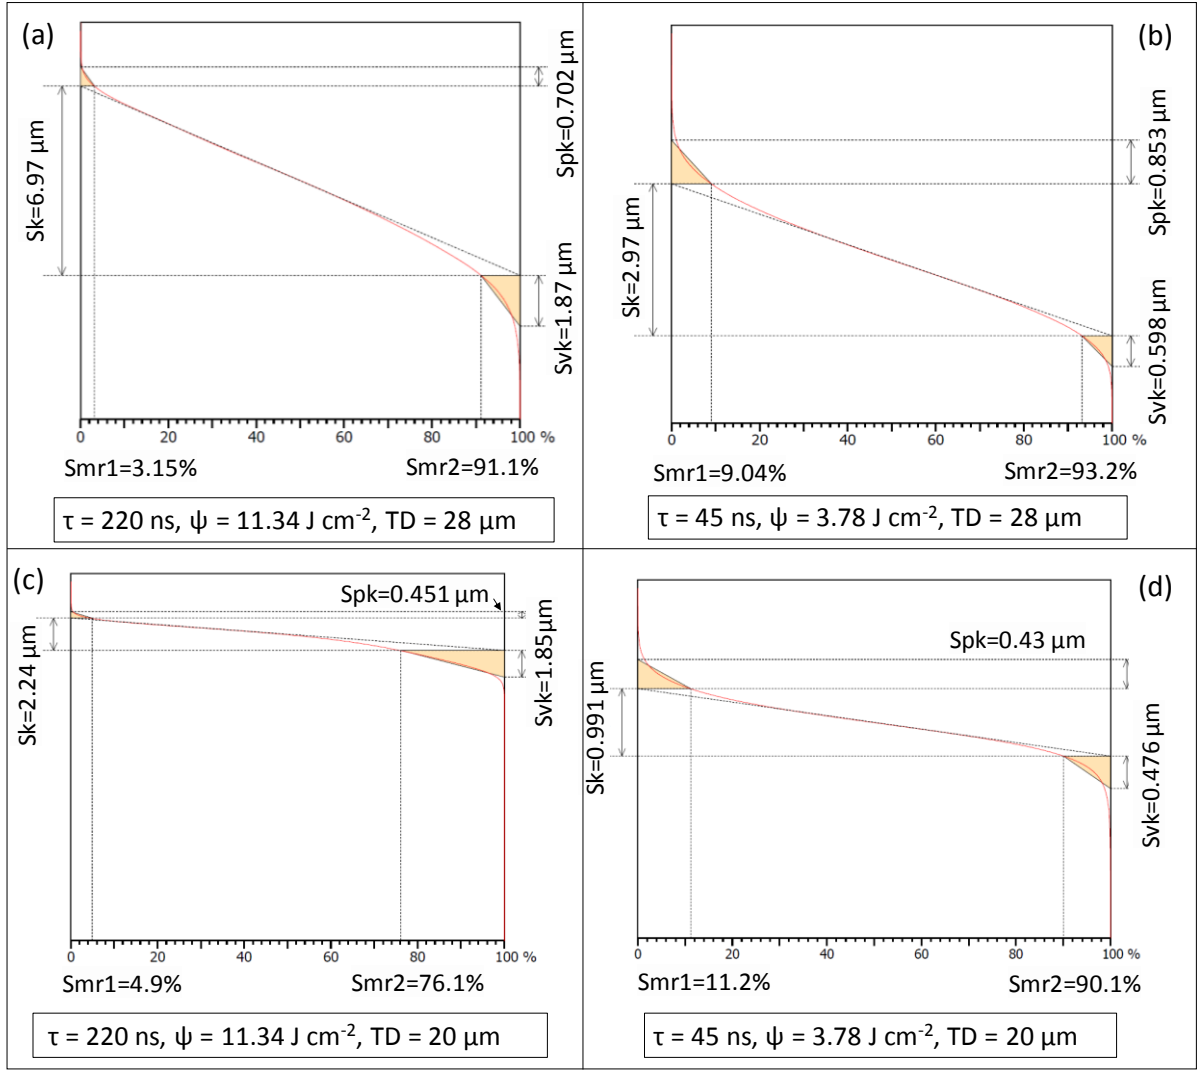 (a)
Spk=0.702 µm
Sk=6.97 µm
Svk=1.87 µm
0 20 40 60 80 100 %
Smr1=3.15% Smr2=91.1%
τ = 220 ns, ψ = 11.34 J cm-2, TD = 28 µm
(b)
Spk=0.853 µm
Sk=2.97 µm
Svk=0.598 µm
0 20 40 60 80 100 %
Smr1=9.04% Smr2=93.2%
τ = 45 ns, ψ = 3.78 J cm-2, TD = 28 µm
(c)
Spk=0.451 µm
Sk=2.24 µm
Svk=1.85µm
0 20 40 60 80 100 %
Smr1=4.9% Smr2=76.1%
τ = 220 ns, ψ = 11.34 J cm-2, TD = 20 µm
(d)
Spk=0.43 µm
Sk=0.991 µm
Svk=0.476 µm
0 20 40 60 80 100 %
Smr1=11.2% Smr2=90.1%
τ = 45 ns, ψ = 3.78 J cm-2, TD = 20 µm